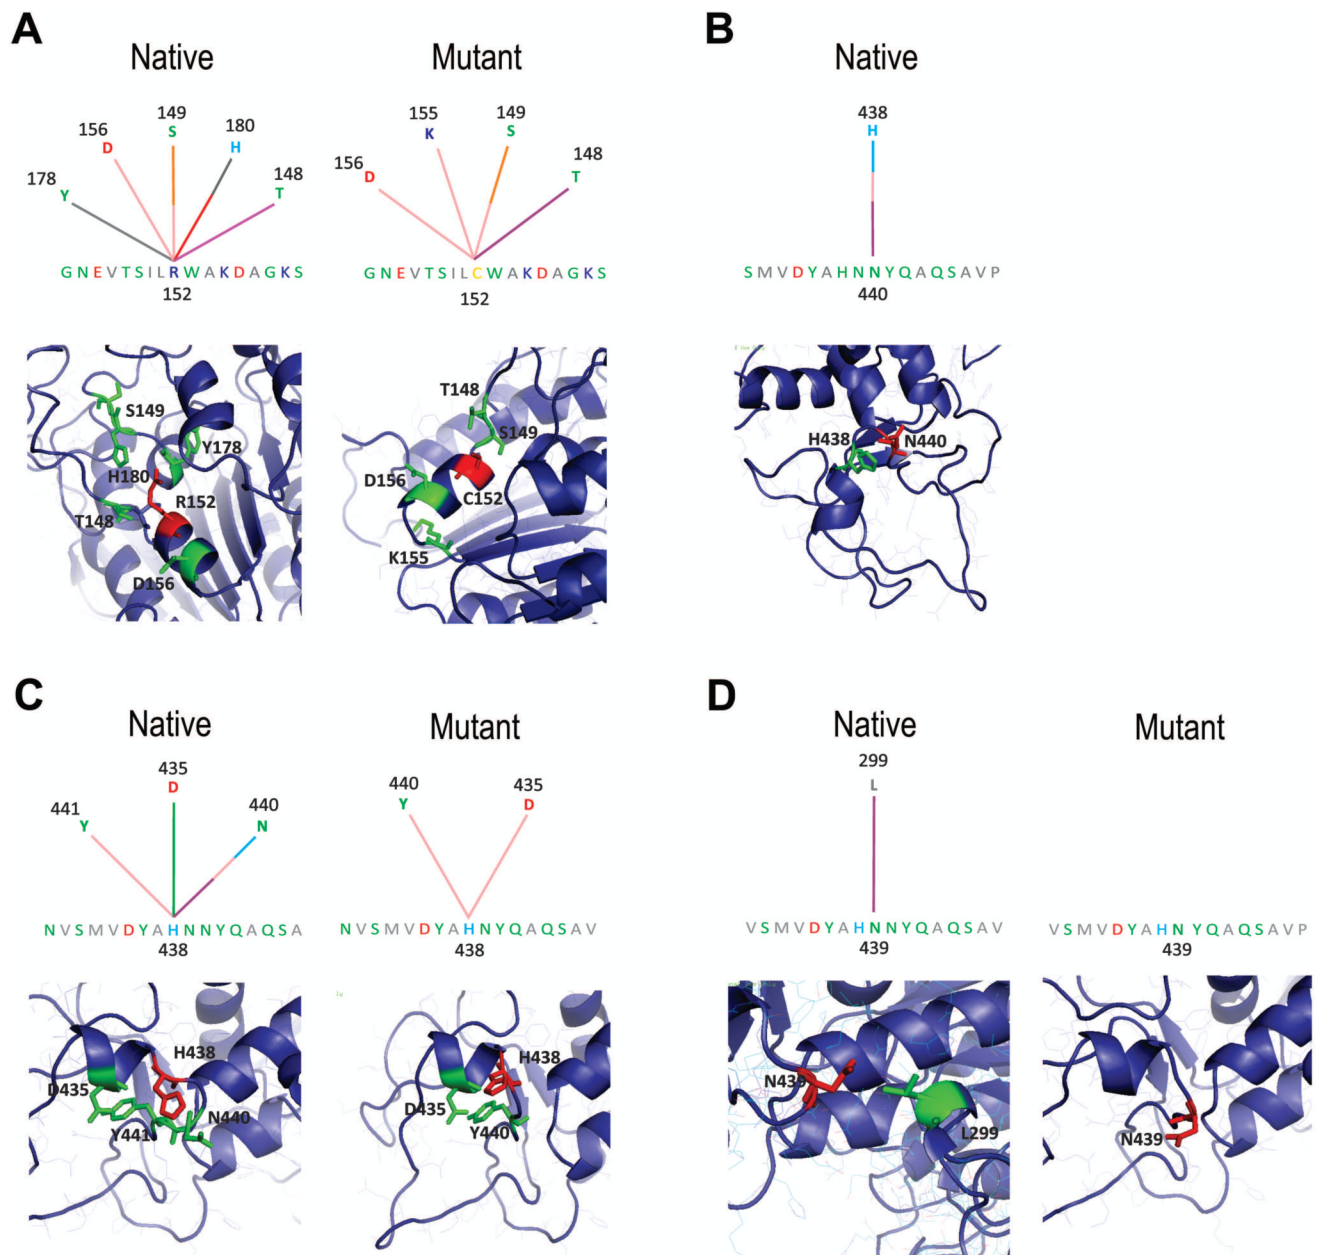 A
B
Native
Mutant
Native
149
S
180
H
156
D
178
Y
148
T
155
K
149
S
156
D
148
T
438
H
GNEVTSILRWAKDAGKS
152
GNEVTSILCWAKDAGKS
152
SMVDYAHNNYQAQSAVP
440
S149
Y178
H180
R152
T148
D156
T148
S149
D156
C152
K155
H438
N440
C
D
Native
Mutant
Native
Mutant
435
D
441
Y
440
N
440
Y
435
D
299
L
NVSMVDYAHNNYQAQSA
438
NVSMVDYAHNYQAQSAV
438
VSMVDYAHNNYQAQSAV
439
VSMVDYAHN YQAQSAVP
439
H438
D435
N440
Y441
H438
D435
Y440
N439
L299
N439